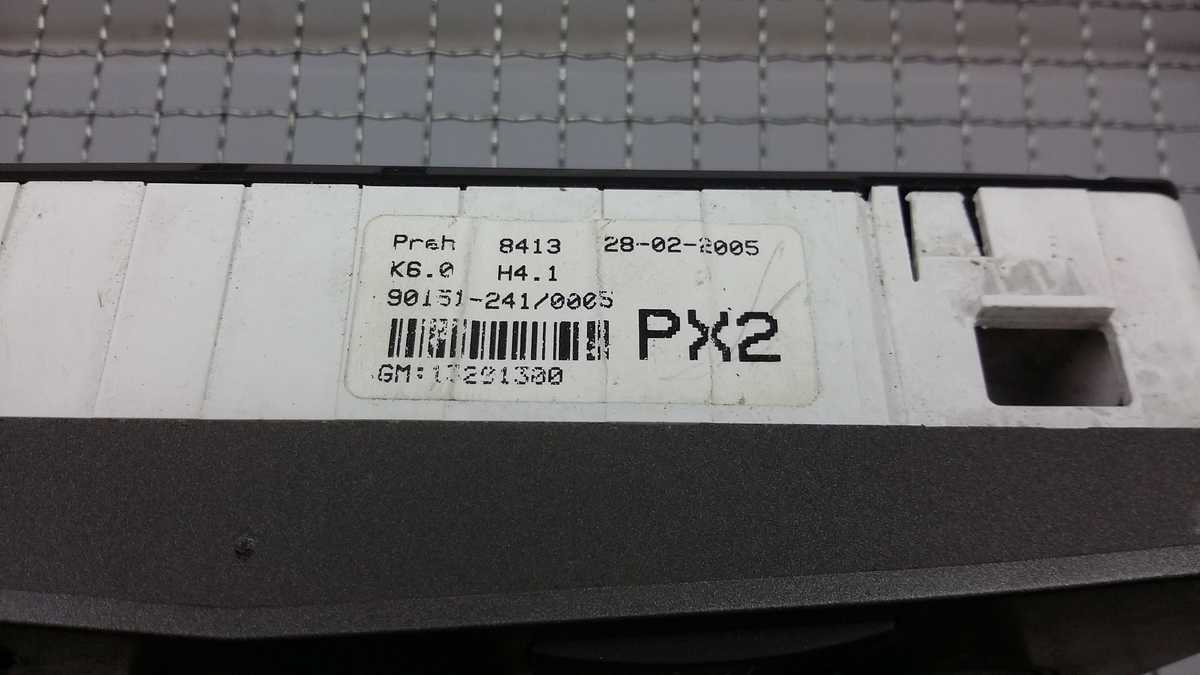 Preh 8413 28-02-2005
K6.0 H4.1
90151-241/0005
PX2
GM:13201300